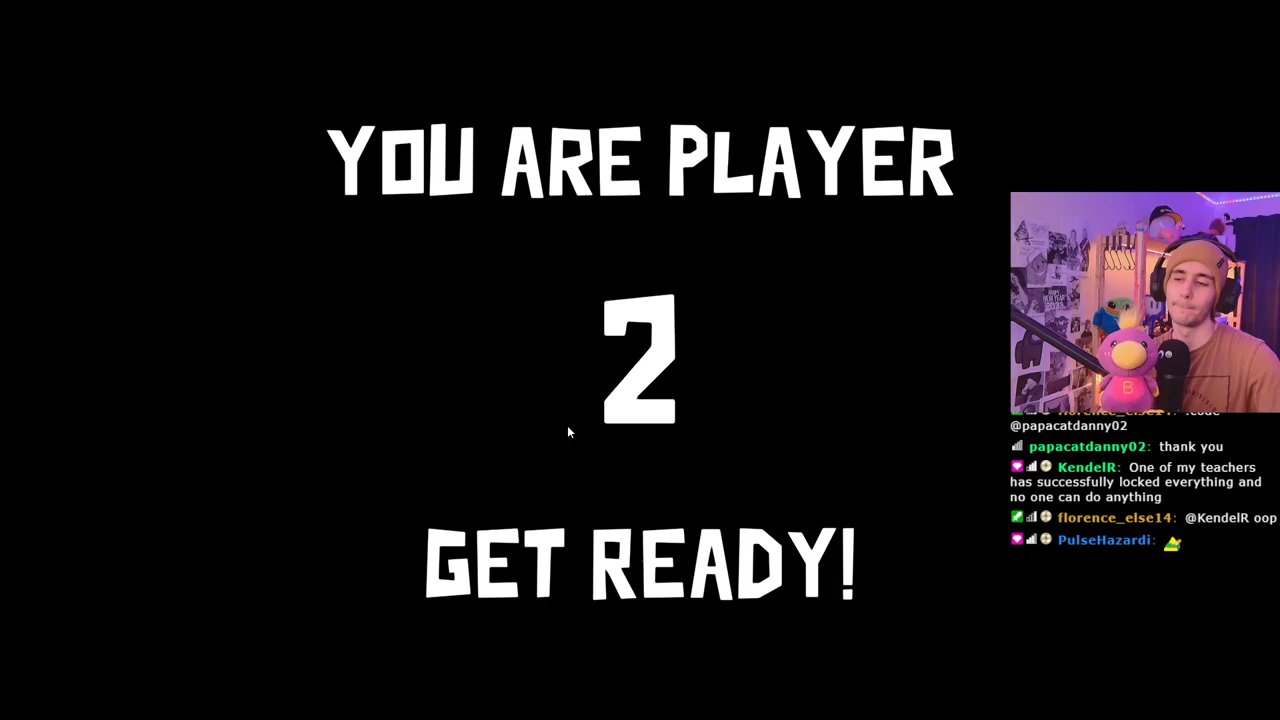 YOU ARE PLAYER
2
GET READY!
@papacatdanny02
papacatdanny02: thank you
KendelR: One of my teachers
has successfully locked everything and
no one can do anything
florence_else14: @KendelR oop
PulseHazardi:
B